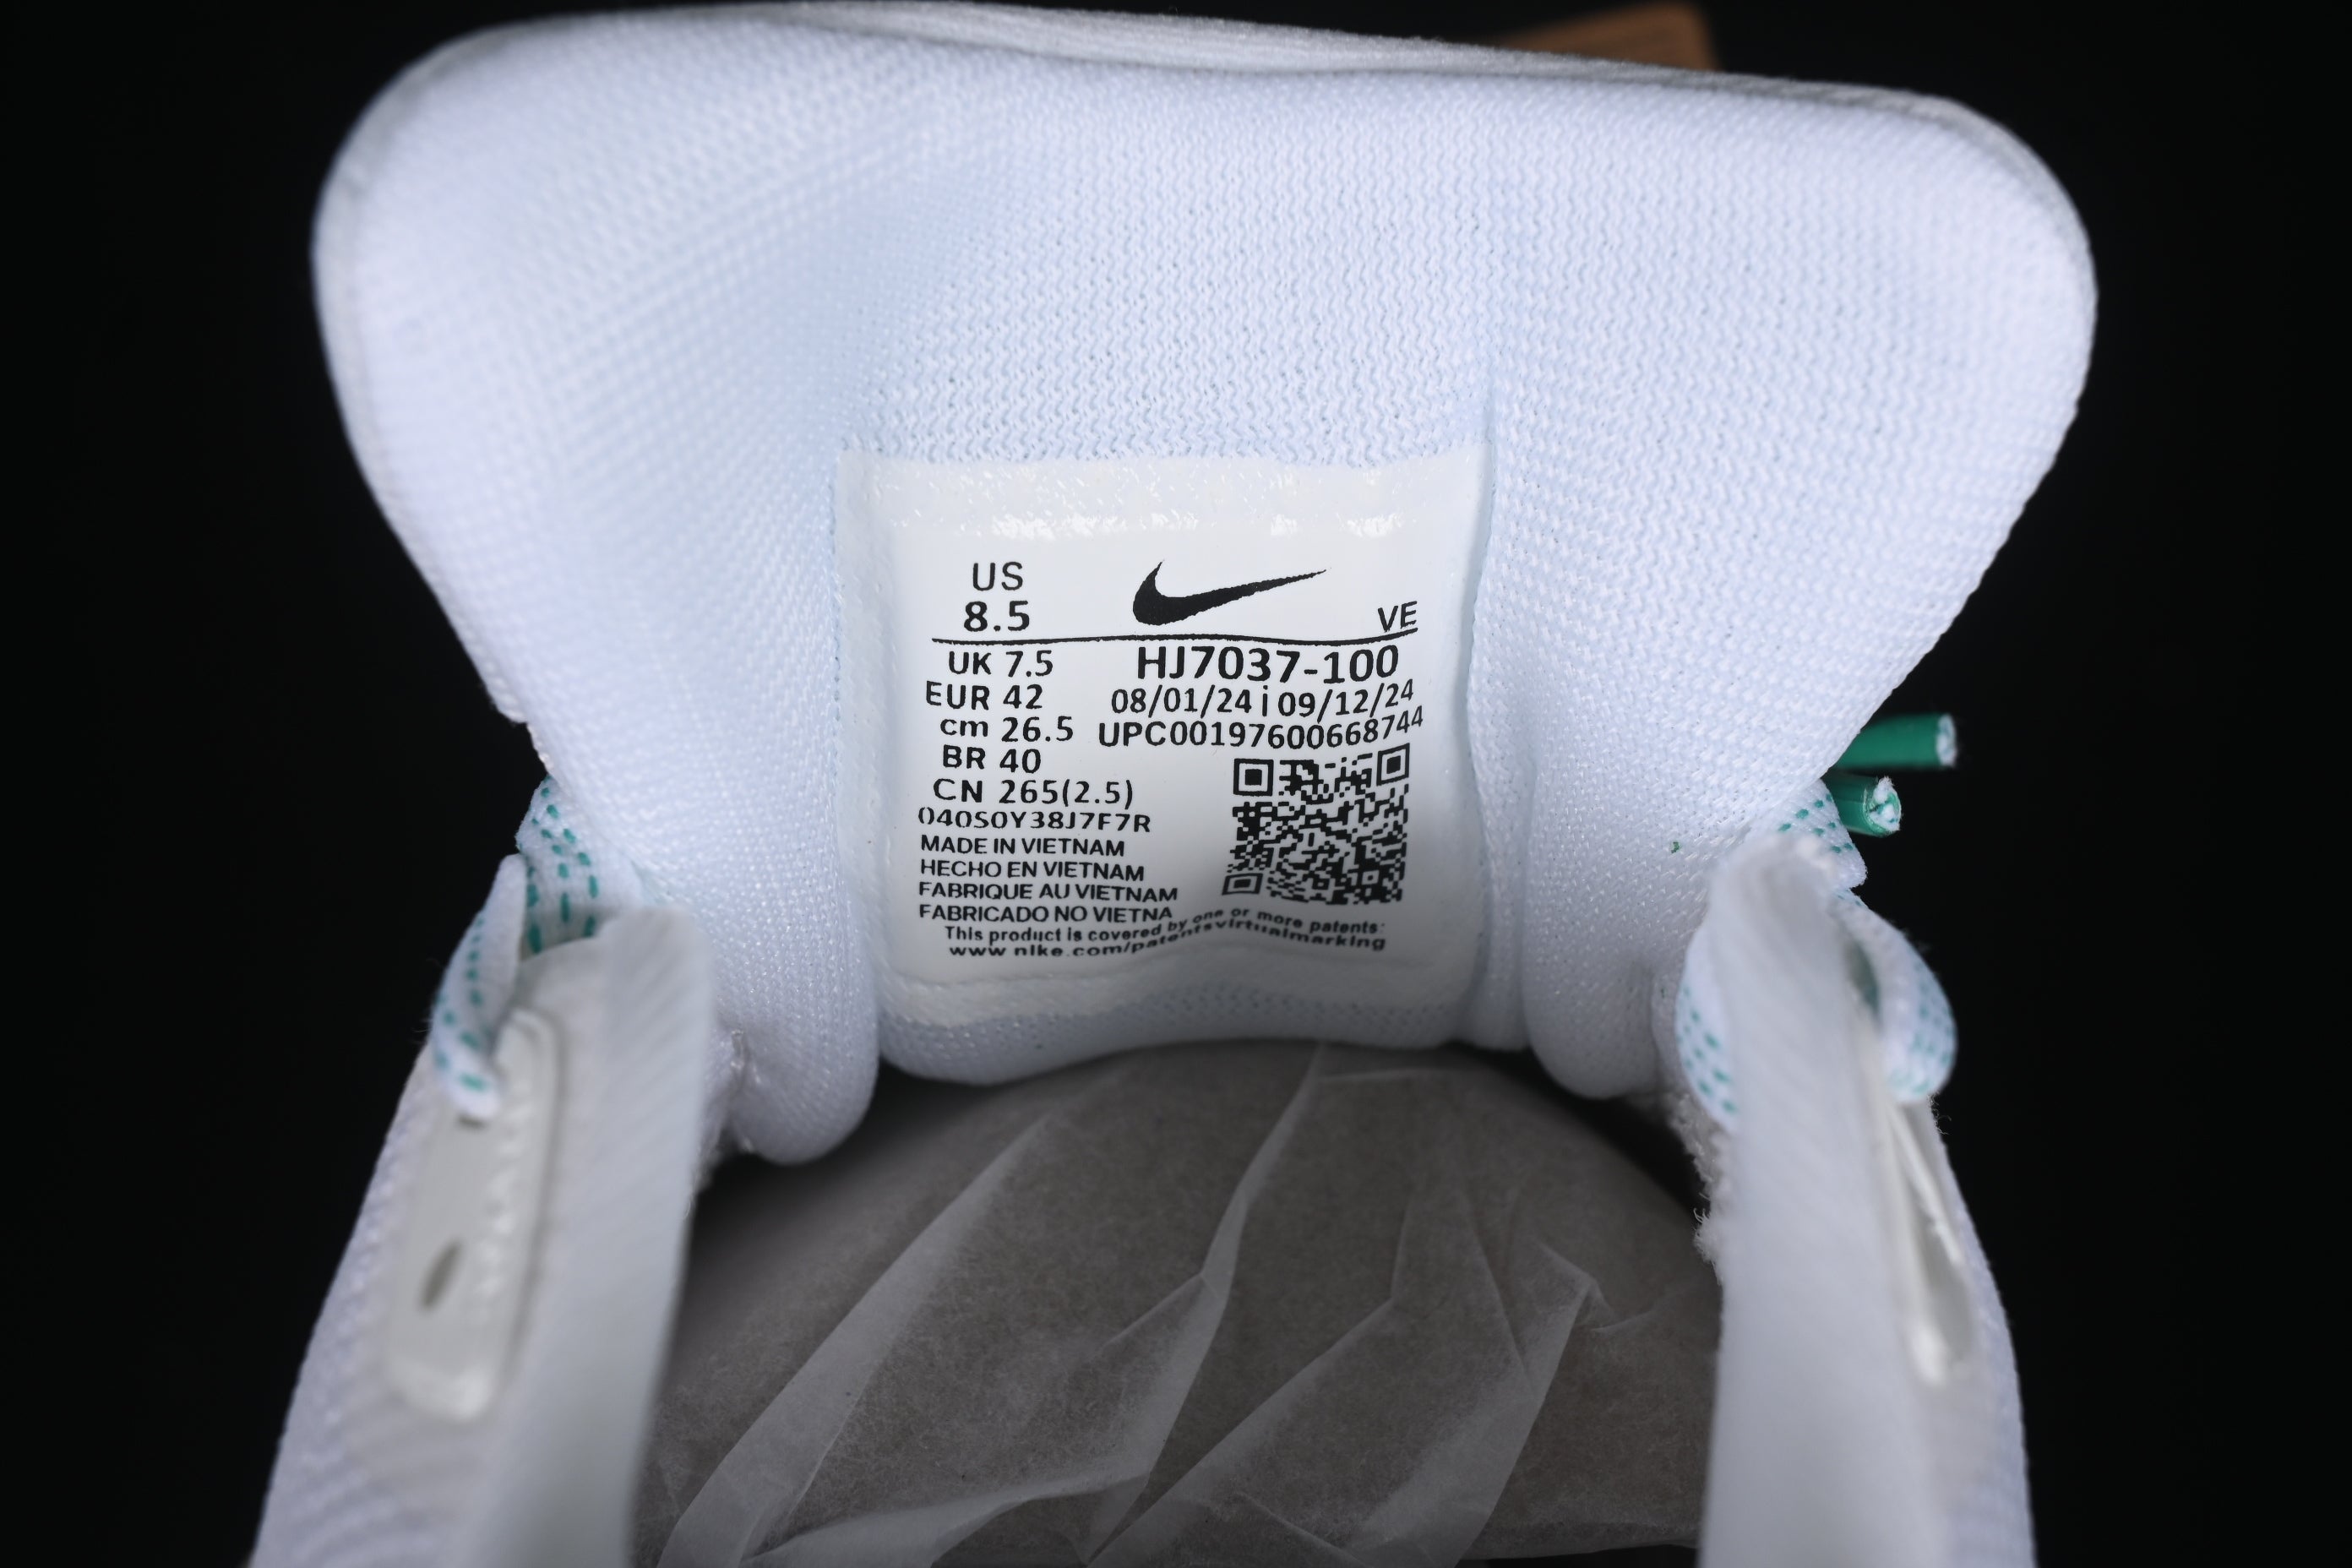 US
8.5
VE
UK 7.5
HJ7037-100
EUR 42
08/01/24 i 09/12/24
cm 26.5
UPC00197600668744
BR 40
CN 265(2.5)
040S0Y38J7F7R
MADE IN VIETNAM
HECHO EN VIETNAM
FABRIQUE AU VIETNAM
FABRICADO NO VIETNA
This product is covered by one or more patents:
www.nike.com/patentsvirtualmarking